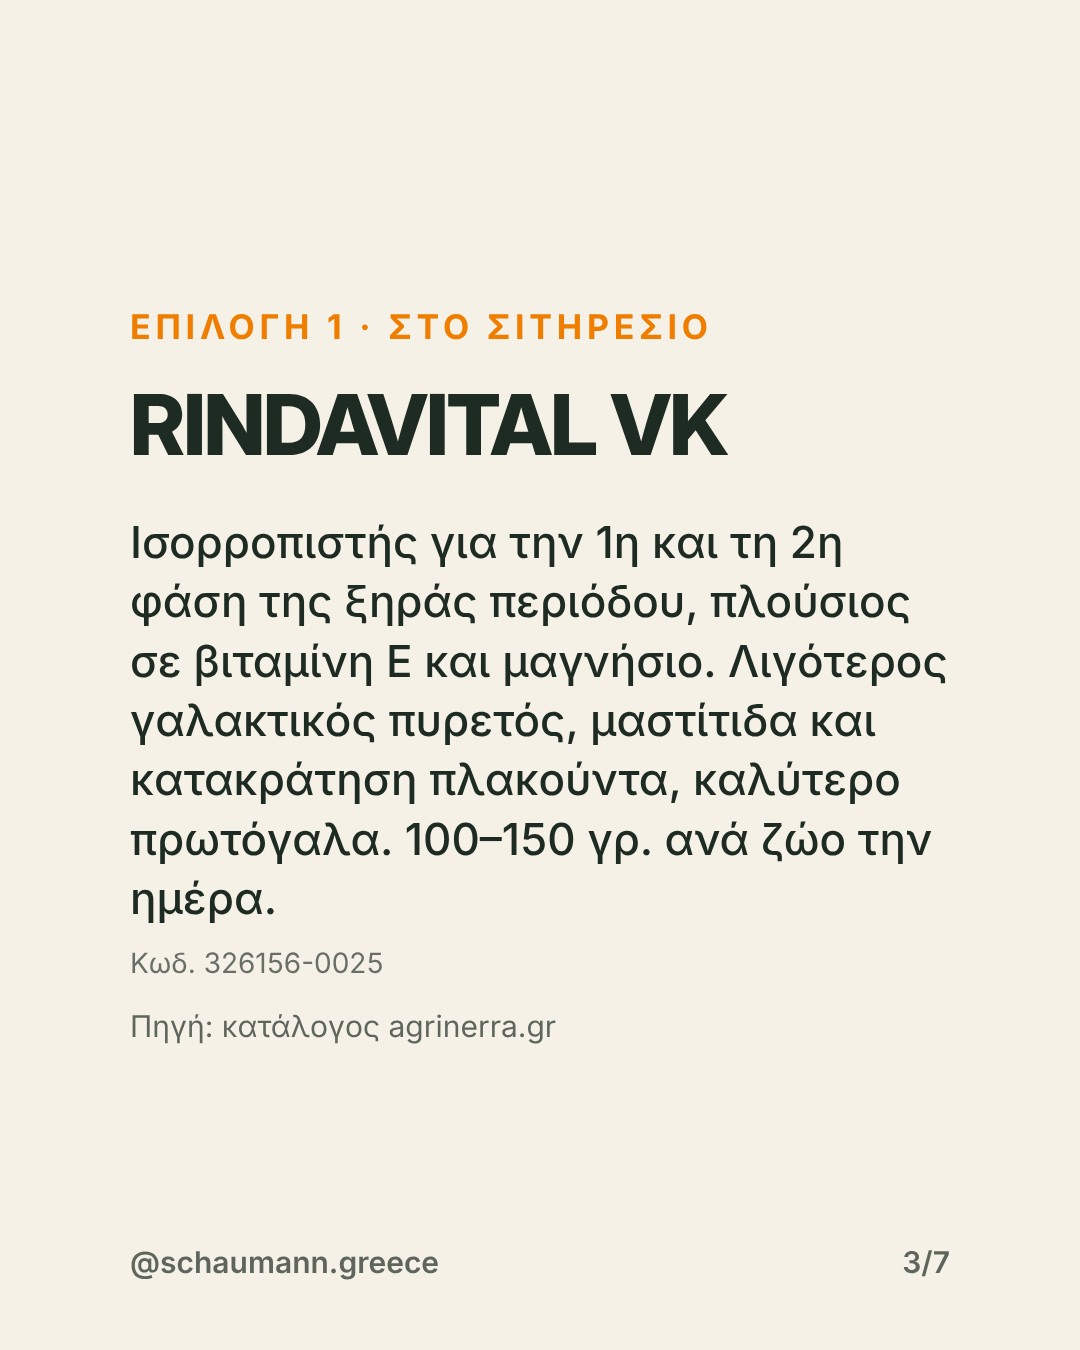 ΕΠΙΛΟΓΗ 1 · ΣΤΟ ΣΙΤΗΡΕΣΙΟ
RINDAVITAL VK
Ισορροπιστής για την 1η και τη 2η
φάση της ξηράς περιόδου, πλούσιος
σε βιταμίνη Ε και μαγνήσιο. Λιγότερος
γαλακτικός πυρετός, μαστίτιδα και
κατακράτηση πλακούντα, καλύτερο
πρωτόγαλα. 100–150 γρ. ανά ζώο την
ημέρα.
Κωδ. 326156-0025
Πηγή: κατάλογος agrinerra.gr
@schaumann.greece
3/7